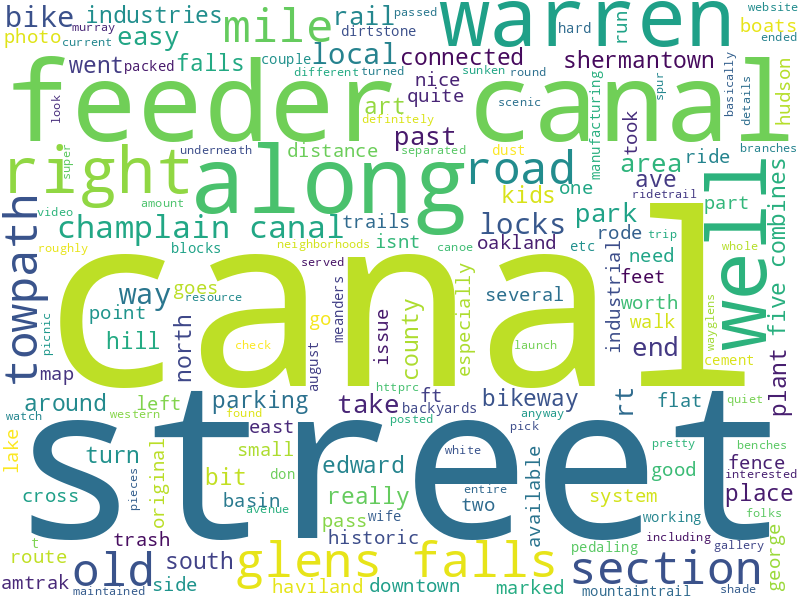 bike industries mile rail warren run boats
murray passed website
photo current easy dirtstone hard ended
went packed falls couple local connected shermantown
feeder canal
different turned sunken round nice manufacturing spur basically details hudson
look art quite scenic took
definitely past
underneath distance separated dust area ride branches
super right along road ave ridetrail
amount kids one part
video champlain canal trails locks park
roughly neighborhoods isnt oakland etc rode trip whole
towpath blocks canoe need well five combines
canal
served industrial feet
way goes resource meanders issue county especially several worth wayglens
point go walk
picnic hill north check launch end cement plant
map august httprc
around left parking take ft backyards bikeway rt flat quiet
watch western found posted anyway pick
street
lake east white pretty benches
turn small edward available fence
original bit don really two entire good interested
cross pieces basin system place
t avenue pass wife working folks
trash historic including
route south glens falls pedaling section gallery george
amtrak old side haviland downtown marked mountaintrail shade
maintained